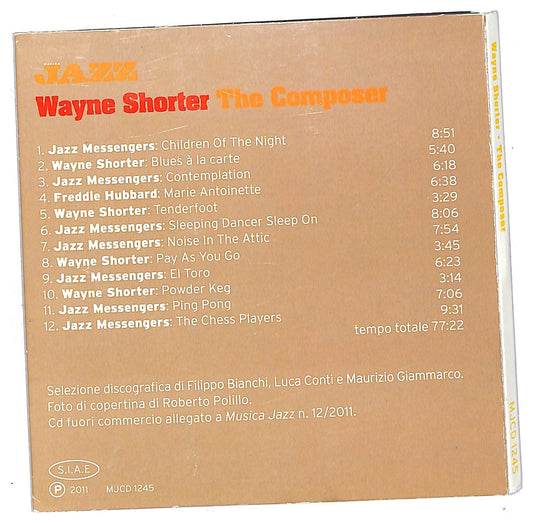 MUSICA
JAZZ
Wayne Shorter The Composer
1. Jazz Messengers: Children Of The Night 8:51
2. Wayne Shorter: Blues à la carte 5:40
3. Jazz Messengers: Contemplation 6:18
4. Freddie Hubbard: Marie Antoinette 6:38
5. Wayne Shorter: Tenderfoot 3:29
6. Jazz Messengers: Sleeping Dancer Sleep On 8:06
7. Jazz Messengers: Noise In The Attic 7:54
8. Wayne Shorter: Pay As You Go 3:45
9. Jazz Messengers: El Toro 6:23
10. Wayne Shorter: Powder Keg 3:14
11. Jazz Messengers: Ping Pong 7:06
12. Jazz Messengers: The Chess Players 9:31
tempo totale 77:22
Selezione discografica di Filippo Bianchi, Luca Conti e Maurizio Giammarco.
Foto di copertina di Roberto Polillo.
Cd fuori commercio allegato a Musica Jazz n. 12/2011.
S.I.A.E
P 2011 MJCD 1245
Wayne Shorter - The Composer
MJCD 1245